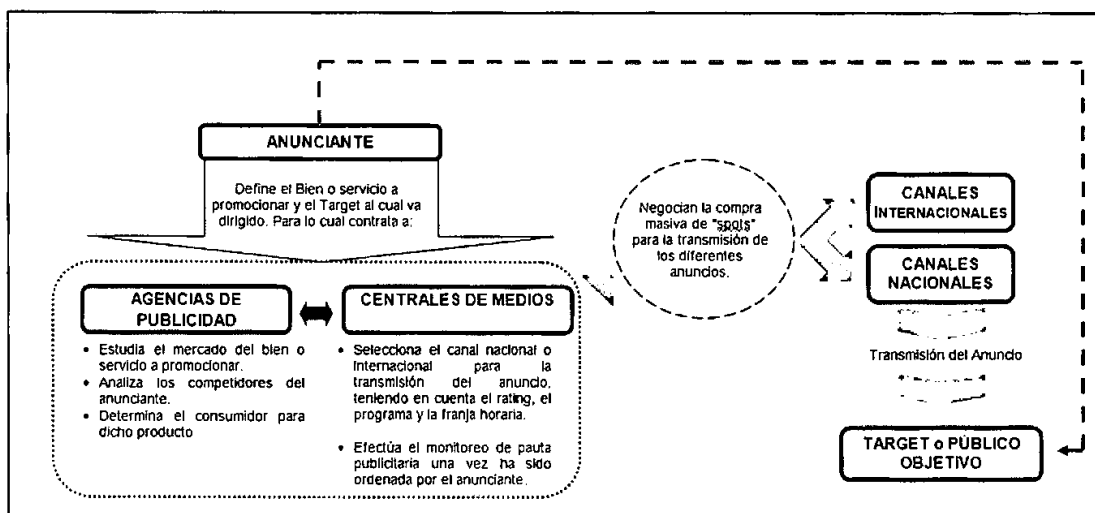 ANUNCIANTE
Define el Bien o servicio a
promocionar y el Target al cual va
dirigido. Para lo cual contrata a:
AGENCIAS DE
PUBLICIDAD
• Estudia el mercado del bien o
servicio a promocionar.
• Analiza los competidores del
anunciante.
• Determina el consumidor para
dicho producto
CENTRALES DE MEDIOS
• Selecciona el canal nacional o
Internacional para la
transmisión del anuncio,
teniendo en cuenta el rating, el
programa y la franja horaria.
• Efectúa el monitoreo de pauta
publicitaria una vez ha sido
ordenada por el anunciante.
Negocian la compra
masiva de "spots"
para la transmisión de
los diferentes
anuncios.
CANALES
INTERNACIONALES
CANALES
NACIONALES
Transmisión del Anuncio
TARGET o PÚBLICO
OBJETIVO